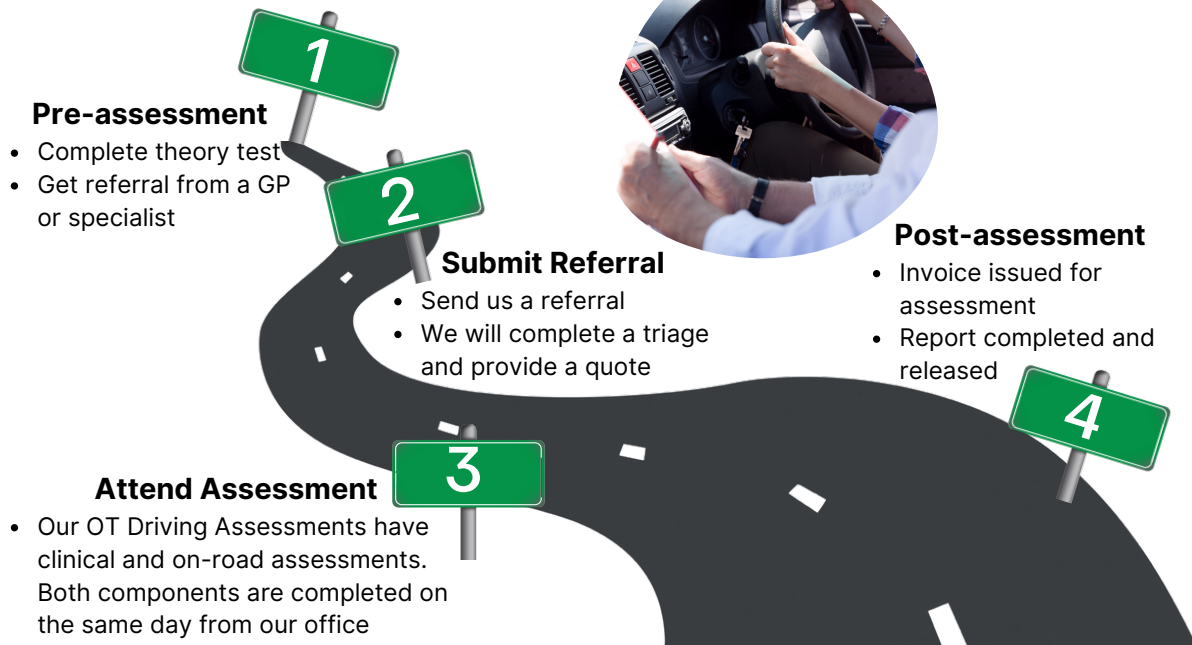 1
Pre-assessment
• Complete theory test
• Get referral from a GP
or specialist
2
Submit Referral
• Send us a referral
• We will complete a triage
and provide a quote
3
Attend Assessment
• Our OT Driving Assessments have
clinical and on-road assessments.
Both components are completed on
the same day from our office
4
Post-assessment
• Invoice issued for
assessment
• Report completed and
released